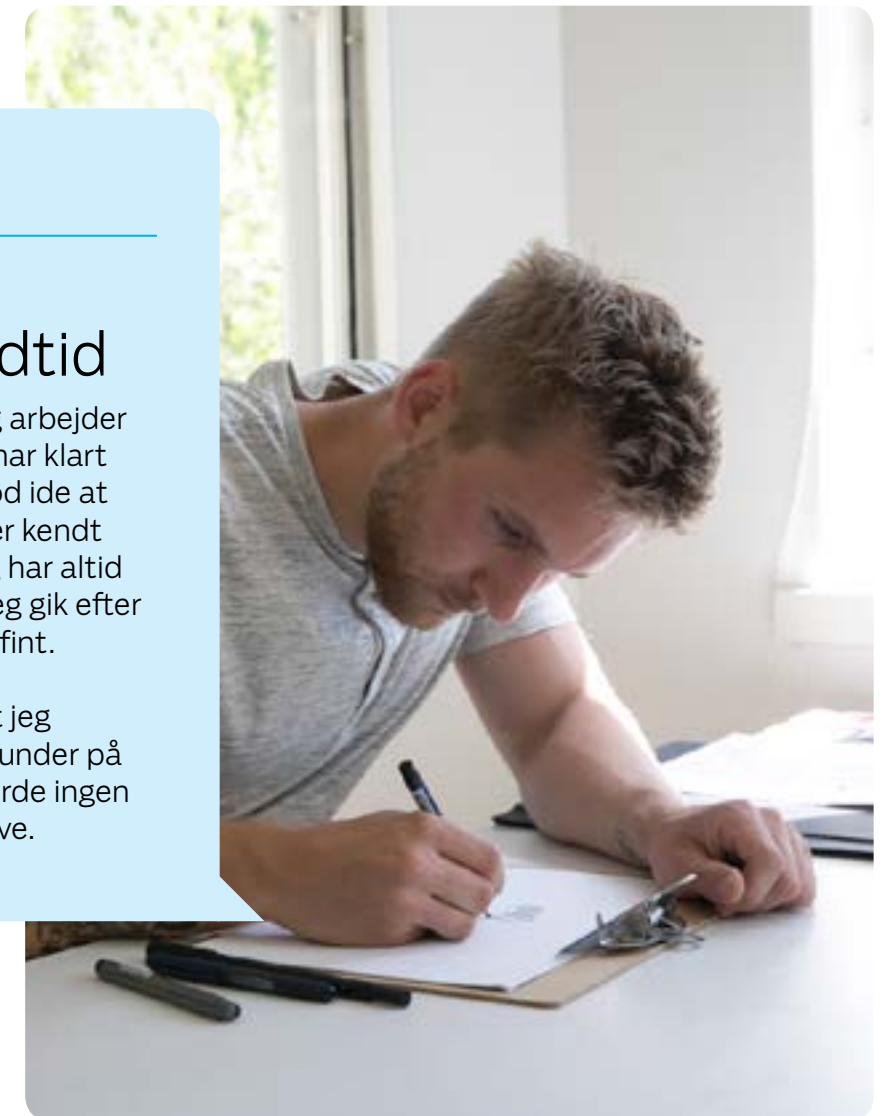 dtid
arbejder
har klart
d ide at
er kendt
har altid
eg gik efter
fint.
jeg
under på
rde ingen
ve.